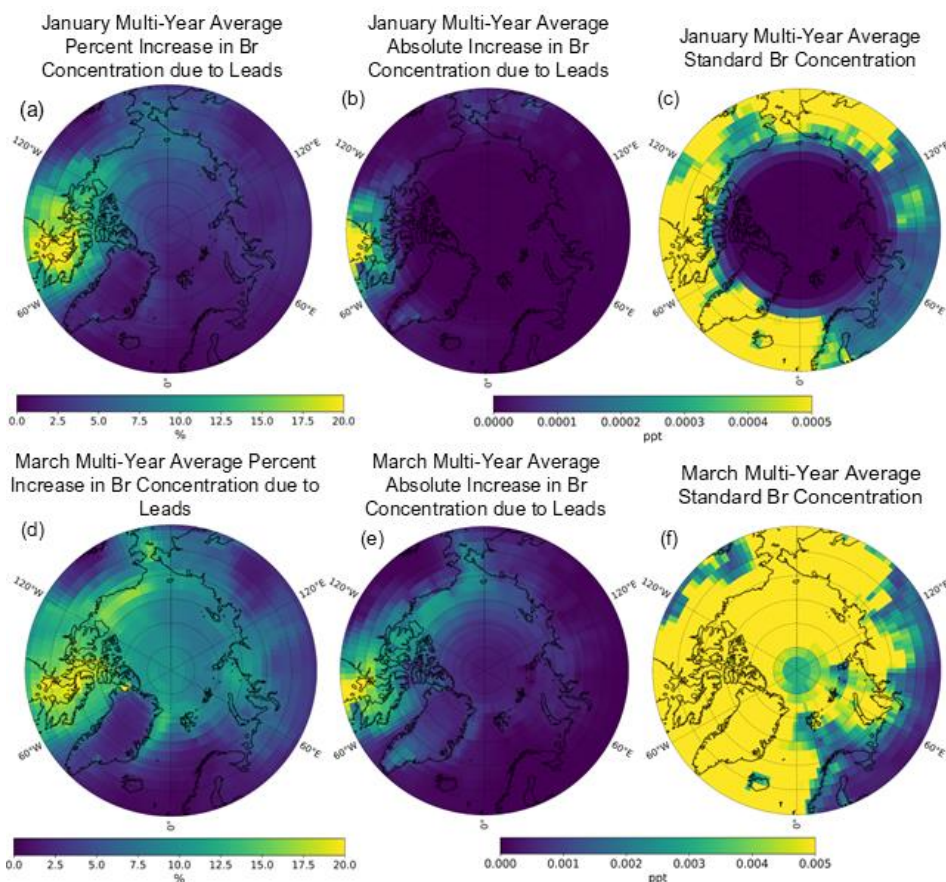 January Multi-Year Average
Percent Increase in Br
Concentration due to Leads
January Multi-Year Average
Absolute Increase in Br
Concentration due to Leads
January Multi-Year Average
Standard Br Concentration
(a)
(b)
(c)
120°W
120°E
60°W
60°E
0°
120°W
120°E
60°W
60°E
0°
120°W
120°E
60°W
60°E
0°
0.0 2.5 5.0 7.5 10.0 12.5 15.0 17.5 20.0
%
0.0000 0.0001 0.0002 0.0003 0.0004 0.0005
ppt
March Multi-Year Average Percent
Increase in Br Concentration due to
Leads
March Multi-Year Average
Absolute Increase in Br
Concentration due to Leads
March Multi-Year Average
Standard Br Concentration
(d)
(e)
(f)
120°W
120°E
60°W
60°E
0°
120°W
120°E
60°W
60°E
0°
120°W
120°E
60°W
60°E
0°
0.0 2.5 5.0 7.5 10.0 12.5 15.0 17.5 20.0
%
0.000 0.001 0.002 0.003 0.004 0.005
ppt